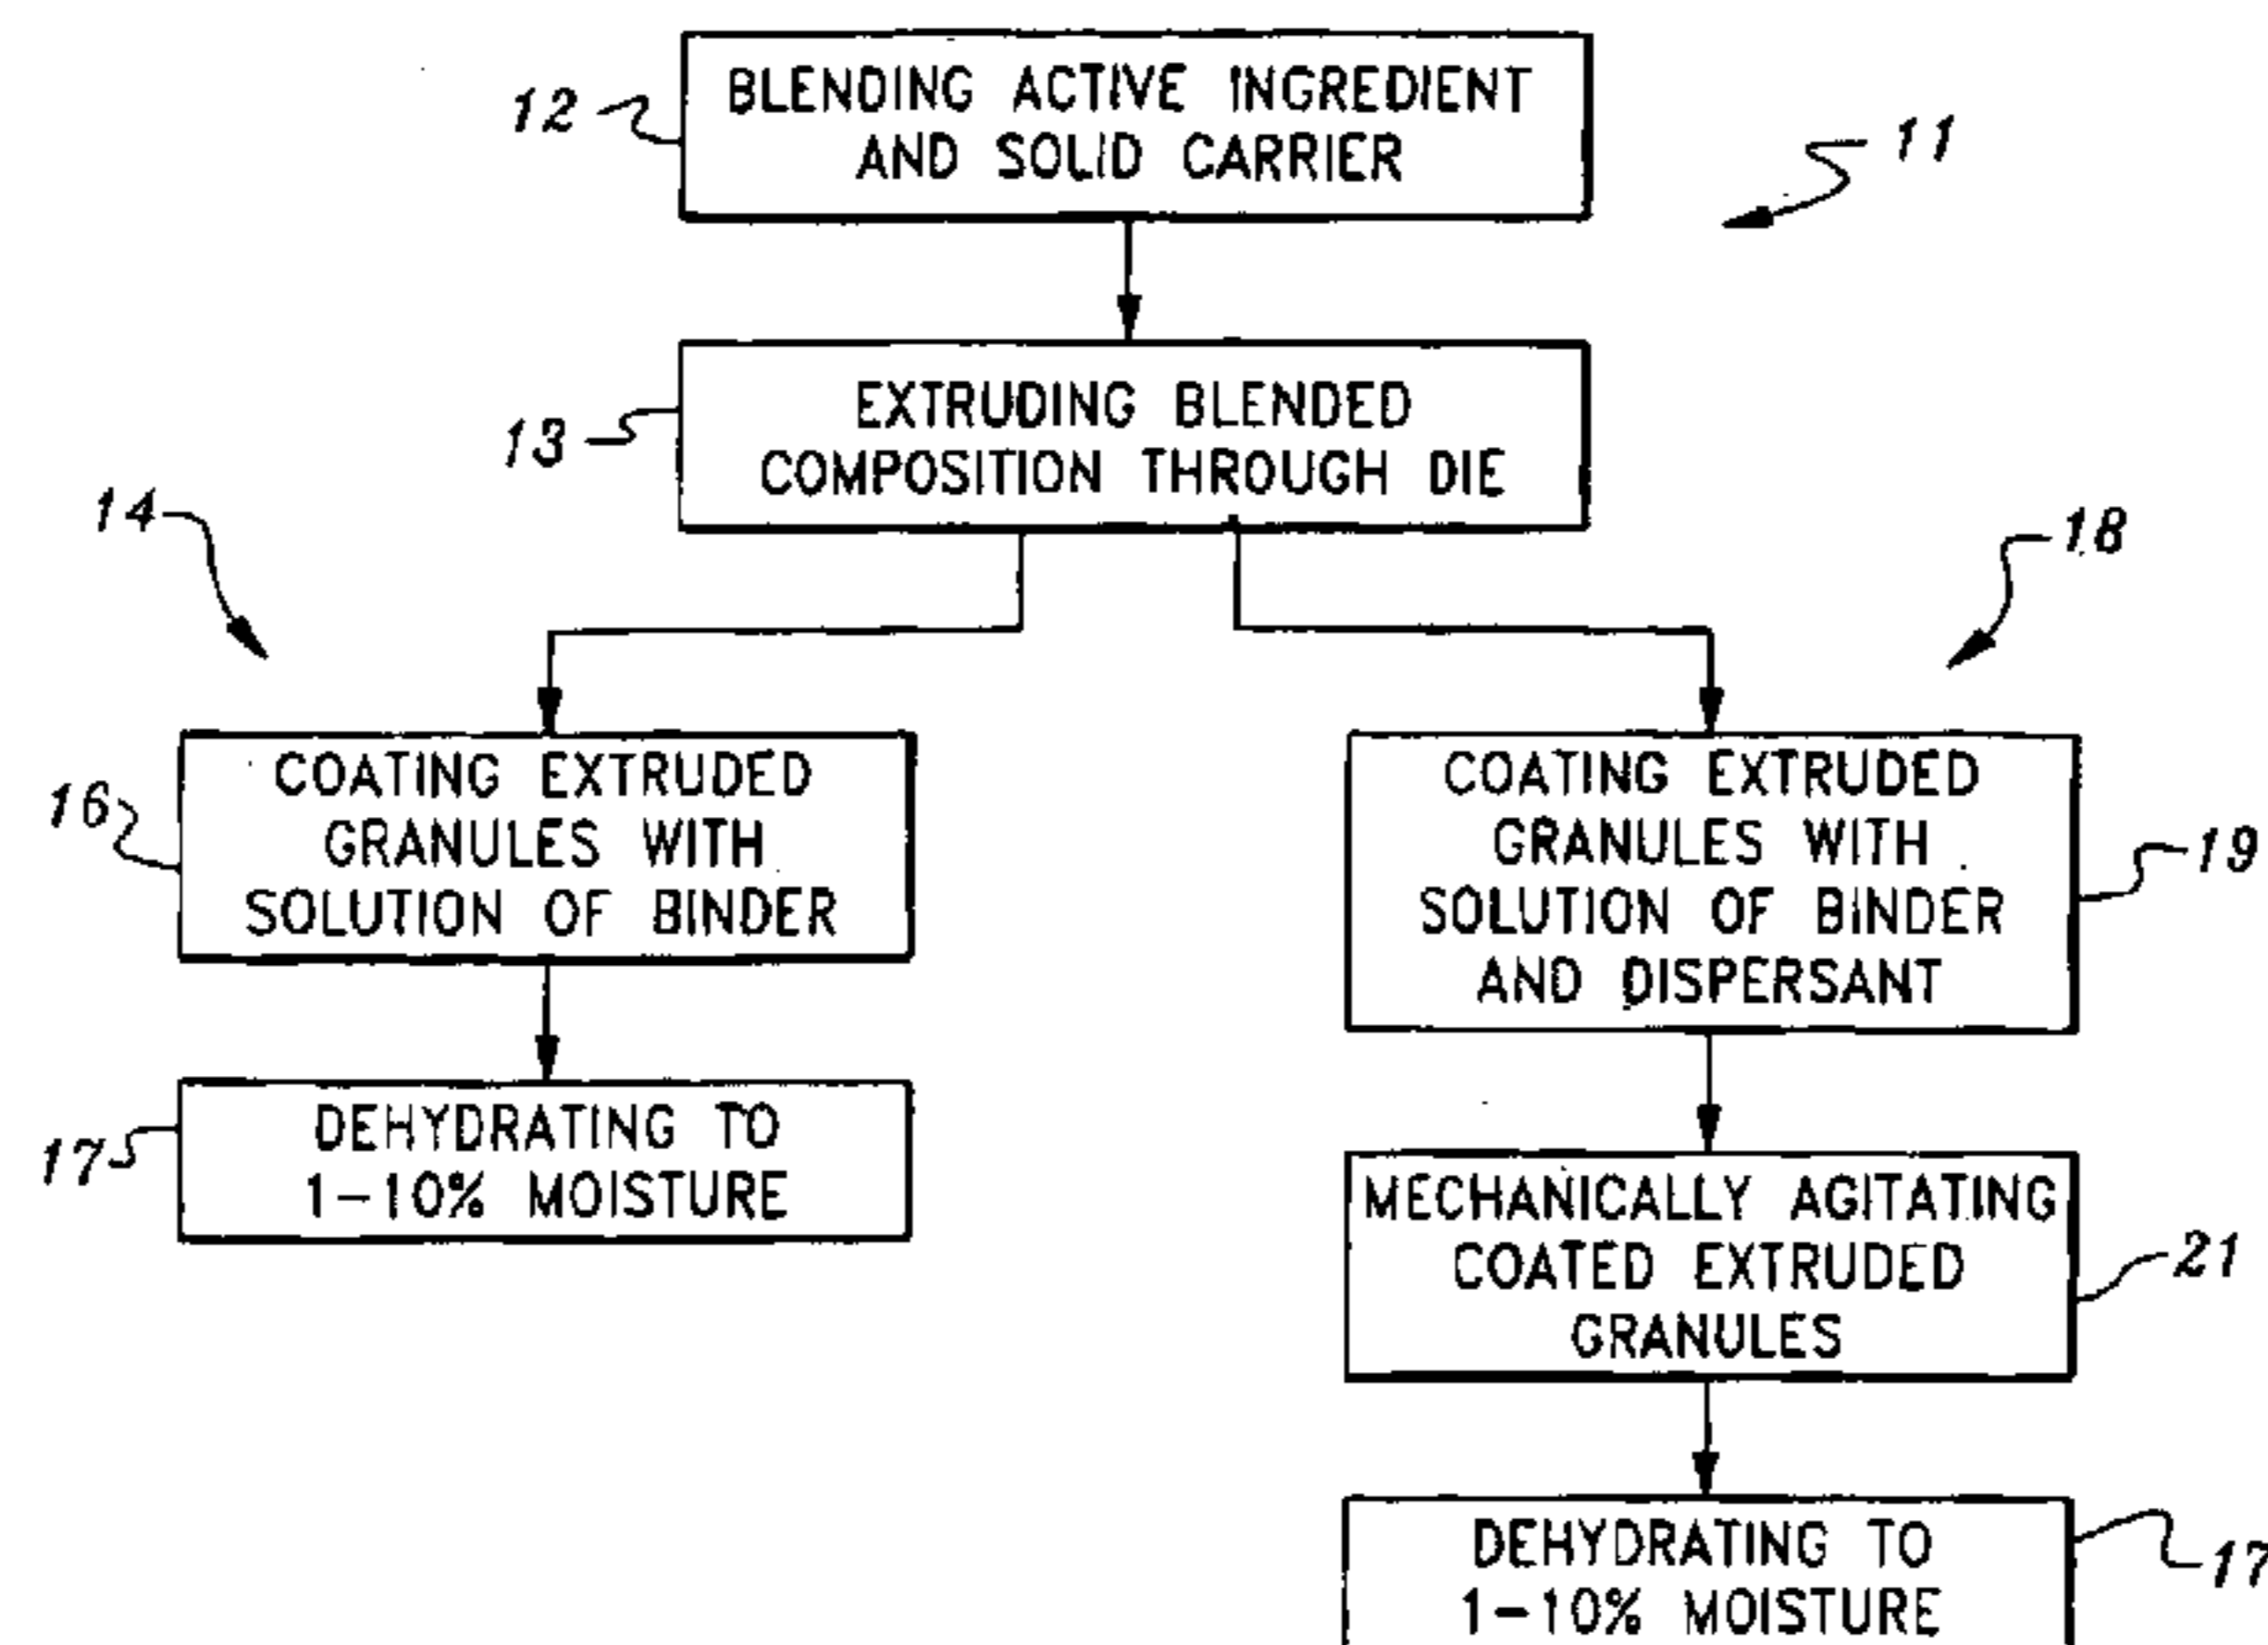 12
BLENDING ACTIVE INGREDIENT
AND SOLID CARRIER
11
13
EXTRUDING BLENDED
COMPOSITION THROUGH DIE
14
18
16
COATING EXTRUDED
GRANULES WITH
SOLUTION OF BINDER
COATING EXTRUDED
GRANULES WITH
SOLUTION OF BINDER
AND DISPERSANT
19
17
DEHYDRATING TO
1-10% MOISTURE
MECHANICALLY AGITATING
COATED EXTRUDED
GRANULES
21
DEHYDRATING TO
1-10% MOISTURE
17